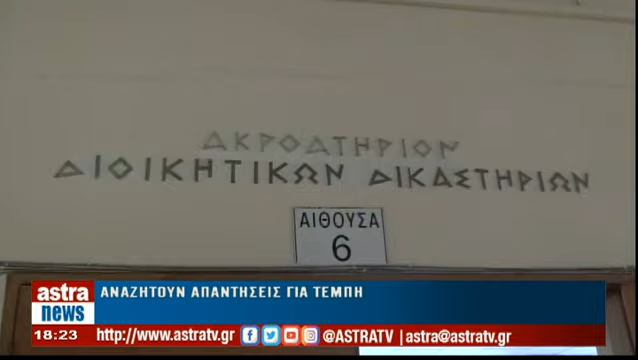 ΑΚΡΟΑΤΗΡΙΟΝ
ΔΙΟΙΚΗΤΙΚΩΝ ΔΙΚΑΣΤΗΡΙΩΝ
ΑΙΘΟΥΣΑ
6
astra
news
ΑΝΑΖΗΤΟΥΝ ΑΠΑΝΤΗΣΕΙΣ ΓΙΑ ΤΕΜΠΗ
18:23
http://www.astratv.gr
@ASTRATV | astra@astratv.gr